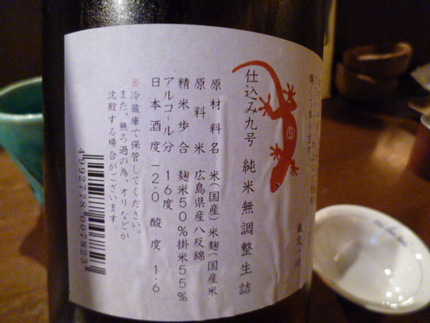 仕込み九号 純米無調整生詰
原材料名 米(国産)米麹(国産米
原料米 広島県産八反錦
精米歩合 麹米50%掛米55%
アルコール分 16度
日本酒度 -2.0 酸度 1.6
※冷蔵庫で保管してください。
また、無ろ過の為、オリなどが
沈殿する場合がございます。